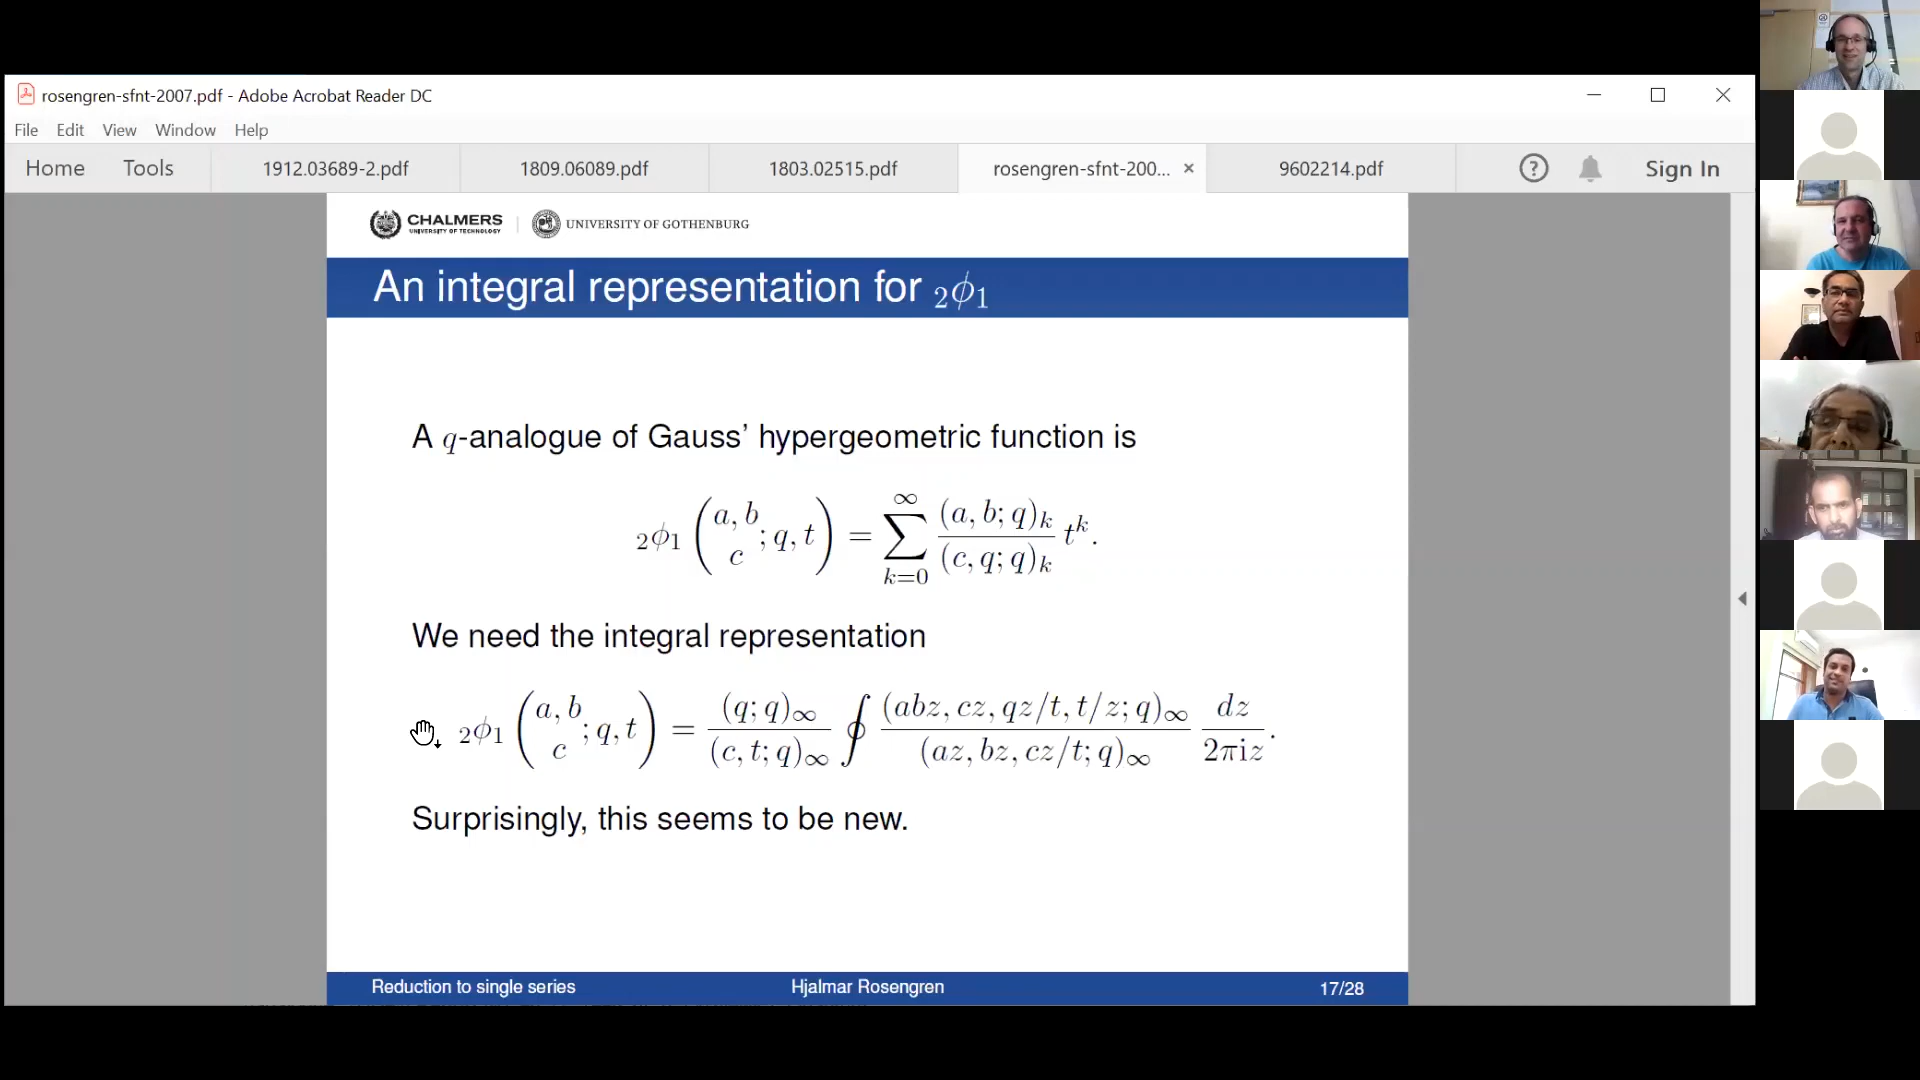 rosengren-sfnt-2007.pdf - Adobe Acrobat Reader DC
File Edit View Window Help
Home Tools 1912.03689-2.pdf 1809.06089.pdf 1803.02515.pdf rosengren-sfnt-200... × 9602214.pdf ? Sign In
CHALMERS UNIVERSITY OF TECHNOLOGY | UNIVERSITY OF GOTHENBURG
An integral representation for ₂ϕ₁
A q-analogue of Gauss' hypergeometric function is
₂ϕ₁ (a, b c ; q, t) = ∑_{k=0}^{∞} (a, b; q)_k / (c, q; q)_k t^k.
We need the integral representation
₂ϕ₁ (a, b c ; q, t) = (q; q)_∞ / (c, t; q)_∞ ∮ (abz, cz, qz/t, t/z; q)_∞ / (az, bz, cz/t; q)_∞ dz / 2πiz .
Surprisingly, this seems to be new.
Reduction to single series Hjalmar Rosengren 17/28